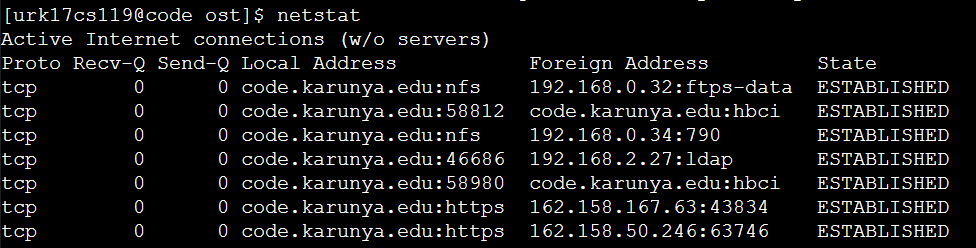 [urk17cs119@code ost]$ netstat
Active Internet connections (w/o servers)
Proto Recv-Q Send-Q Local Address           Foreign Address         State
tcp        0      0 code.karunya.edu:nfs    192.168.0.32:ftps-data  ESTABLISHED
tcp        0      0 code.karunya.edu:58812  code.karunya.edu:hbci   ESTABLISHED
tcp        0      0 code.karunya.edu:nfs    192.168.0.34:790        ESTABLISHED
tcp        0      0 code.karunya.edu:46686  192.168.2.27:ldap       ESTABLISHED
tcp        0      0 code.karunya.edu:58980  code.karunya.edu:hbci   ESTABLISHED
tcp        0      0 code.karunya.edu:https  162.158.167.63:43834    ESTABLISHED
tcp        0      0 code.karunya.edu:https  162.158.50.246:63746    ESTABLISHED